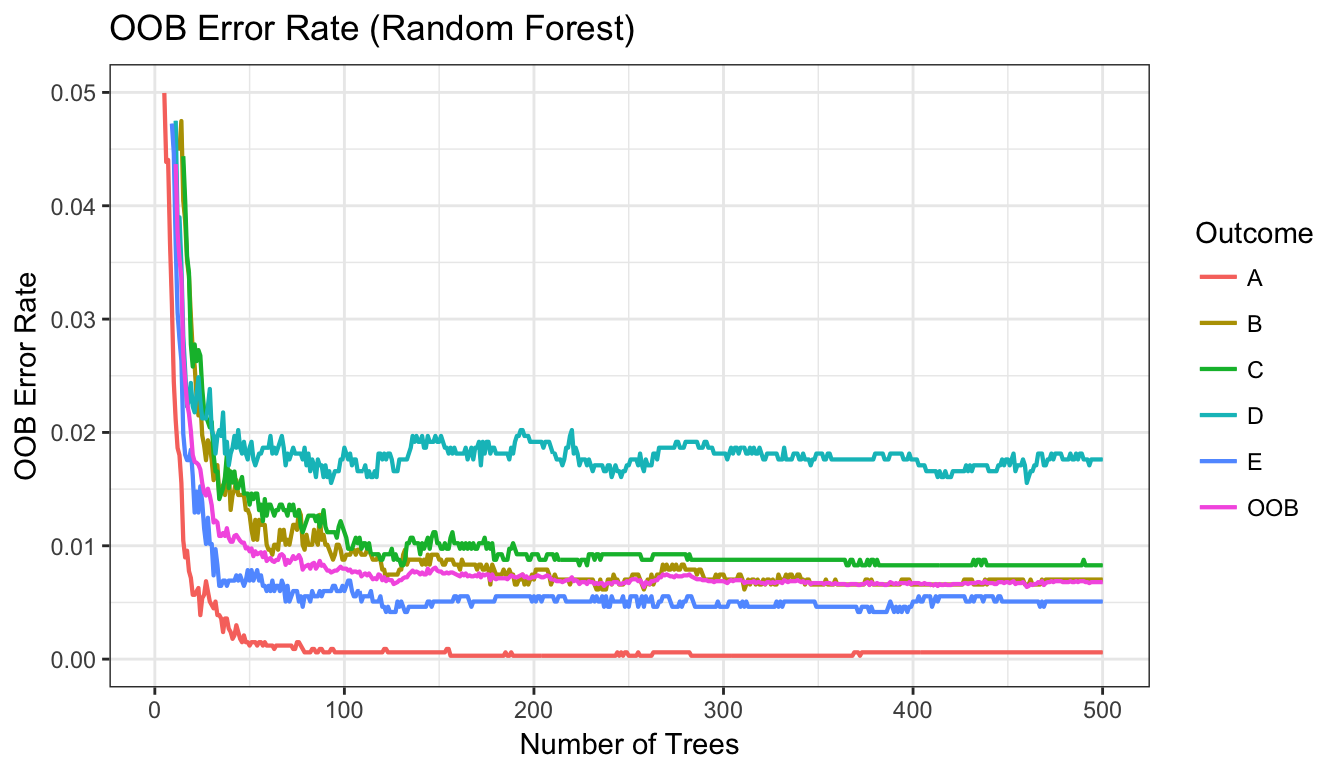 OOB Error Rate (Random Forest)
OOB Error Rate
0.05
0.04
0.03
0.02
0.01
0.00
0 100 200 300 400 500
Number of Trees
Outcome
A
B
C
D
E
OOB